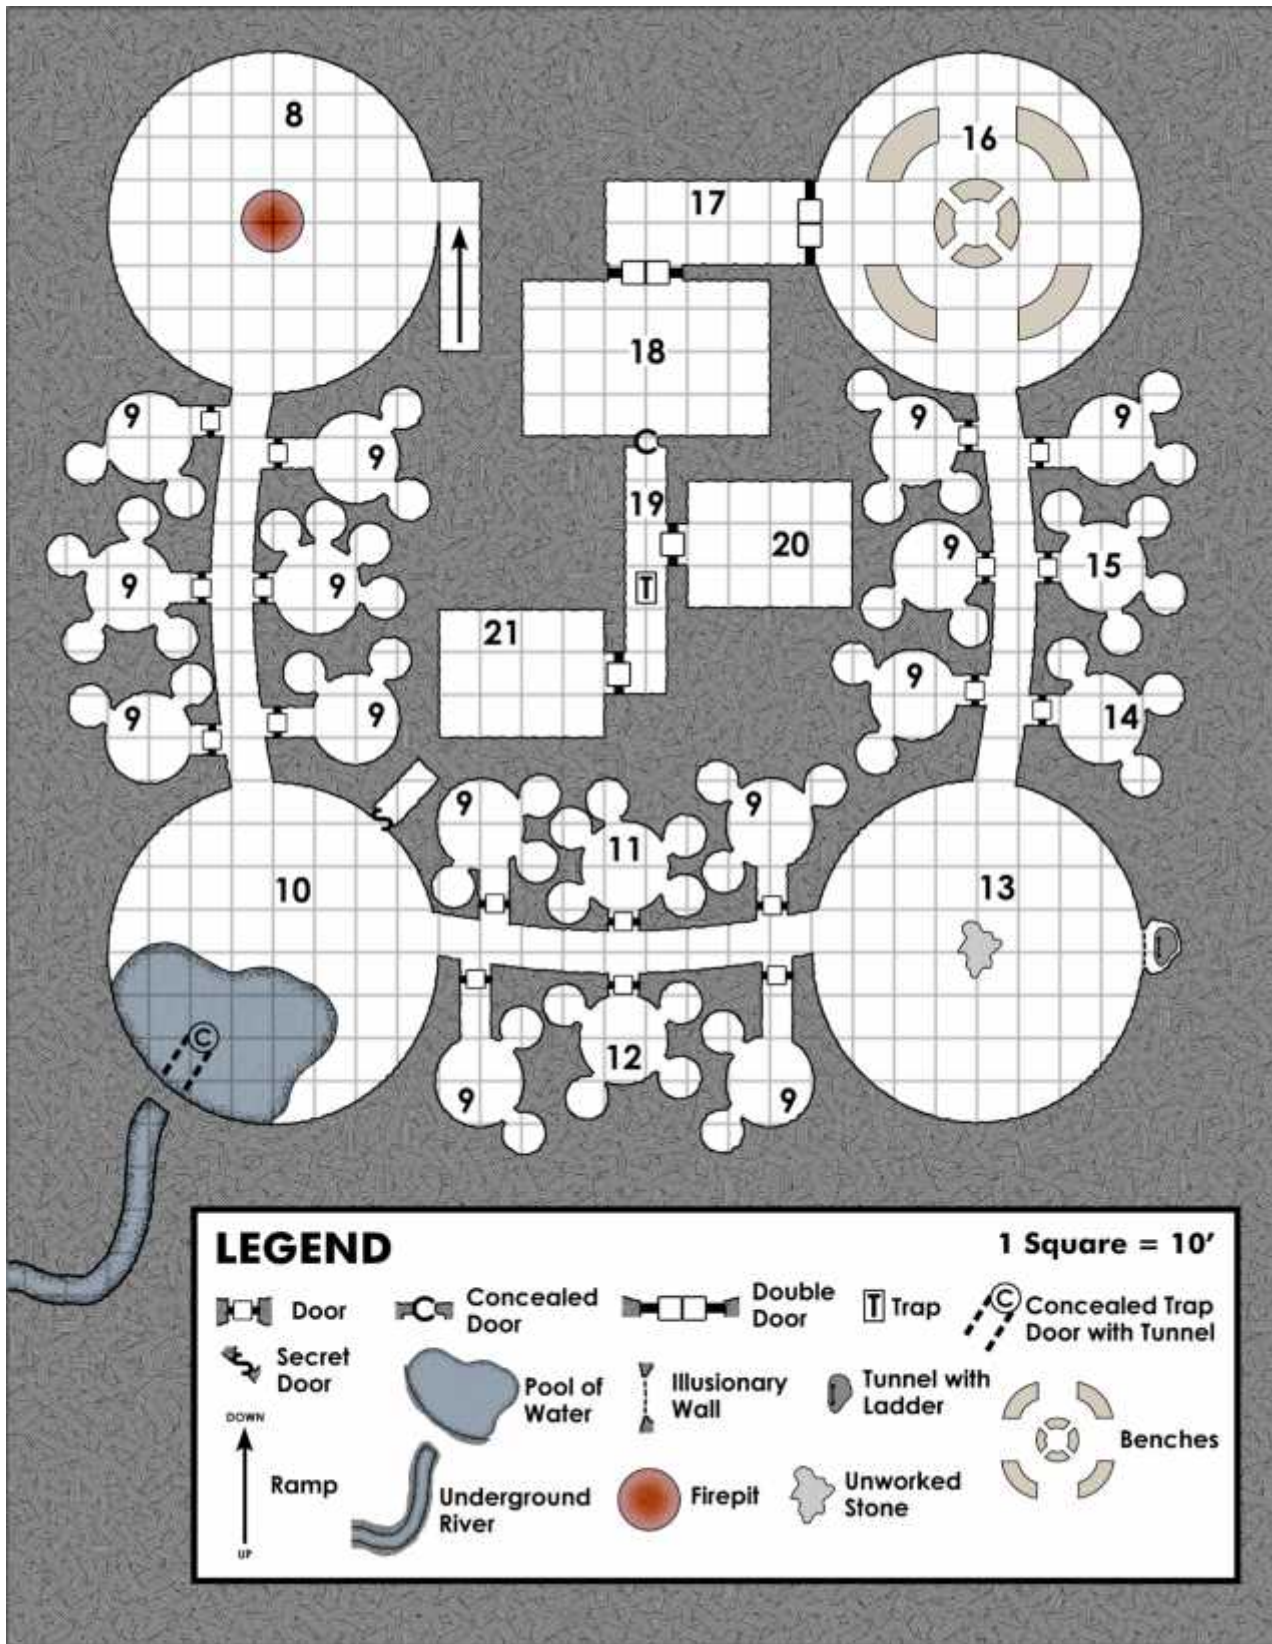 8
16
17
18
9
9
9
9
19
9
9
20
9
15
T
21
9
9
9
14
9
9
9
11
10
13
12
9
9
LEGEND
1 Square = 10'
Door
Concealed
Door
Double
Door
T
Trap
C
Concealed Trap
Door with Tunnel
Secret
Door
Pool of
Water
Illusionary
Wall
Tunnel with
Ladder
Benches
DOWN
Ramp
UP
Underground
River
Firepit
Unworked
Stone
C
C